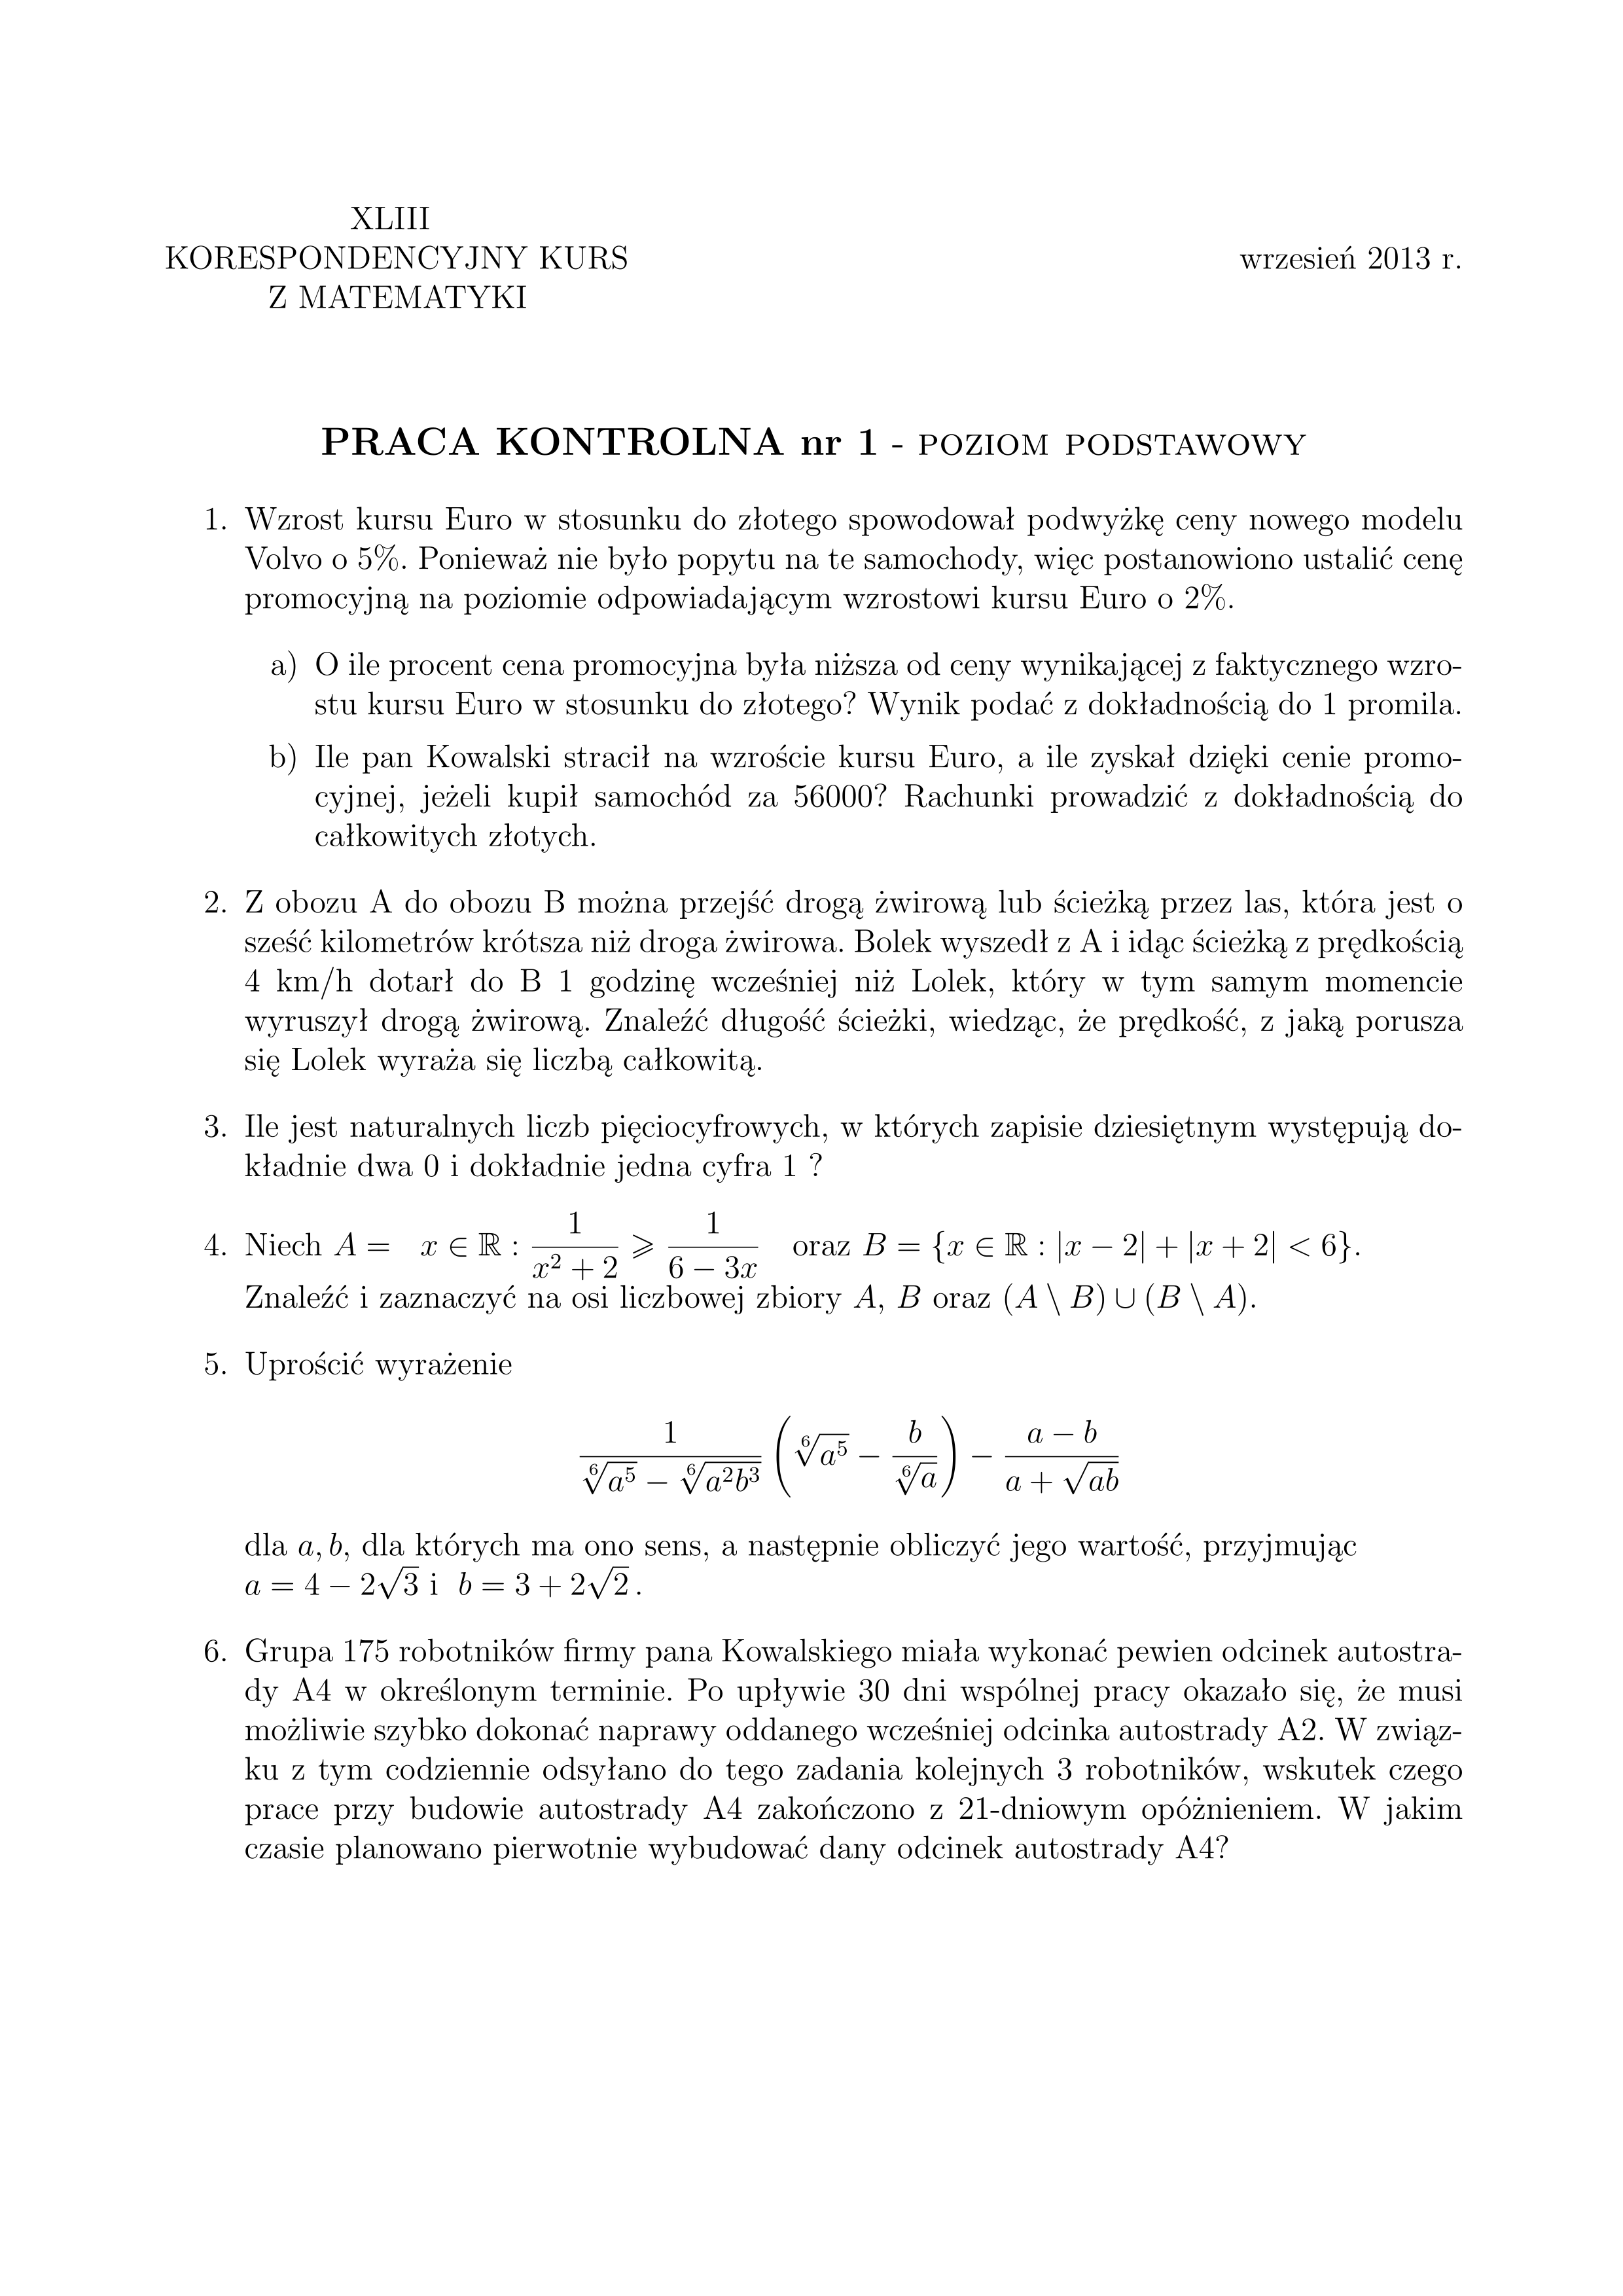 XLIII
KORESPONDENCYJNY KURS
Z MATEMATYKI
wrzesień 2013 r.
PRACA KONTROLNA nr 1 - POZIOM PODSTAWOWY
1. Wzrost kursu Euro w stosunku do złotego spowodował podwyżkę ceny nowego modelu
Volvo o 5%. Ponieważ nie było popytu na te samochody, więc postanowiono ustalić cenę
promocyjną na poziomie odpowiadającym wzrostowi kursu Euro o 2%.
a) O ile procent cena promocyjna była niższa od ceny wynikającej z faktycznego wzro-
stu kursu Euro w stosunku do złotego? Wynik podać z dokładnością do 1 promila.
b) Ile pan Kowalski stracił na wzroście kursu Euro, a ile zyskał dzięki cenie promo-
cyjnej, jeżeli kupił samochód za 56000? Rachunki prowadzić z dokładnością do
całkowitych złotych.
2. Z obozu A do obozu B można przejść drogą żwirową lub ścieżką przez las, która jest o
sześć kilometrów krótsza niż droga żwirowa. Bolek wyszedł z A i idąc ścieżką z prędkością
4 km/h dotarł do B 1 godzinę wcześniej niż Lolek, który w tym samym momencie
wyruszył drogą żwirową. Znaleźć długość ścieżki, wiedząc, że prędkość, z jaką porusza
się Lolek wyraża się liczbą całkowitą.
3. Ile jest naturalnych liczb pięciocyfrowych, w których zapisie dziesiętnym występują do-
kładnie dwa 0 i dokładnie jedna cyfra 1 ?
4. Niech $A = \; x \in \mathbb{R} : \frac{1}{x^2+2} \geqslant \frac{1}{6-3x}$ oraz $B = \{x \in \mathbb{R} : |x-2| + |x+2| < 6\}$.
Znaleźć i zaznaczyć na osi liczbowej zbiory $A$, $B$ oraz $(A \setminus B) \cup (B \setminus A)$.
5. Uprościć wyrażenie
$\frac{1}{\sqrt[6]{a^5} - \sqrt[6]{a^2b^3}} \left( \sqrt[6]{a^5} - \frac{b}{\sqrt[6]{a}} \right) - \frac{a-b}{a+\sqrt{ab}}$
dla $a, b$, dla których ma ono sens, a następnie obliczyć jego wartość, przyjmując
$a = 4 - 2\sqrt{3}$ i $b = 3 + 2\sqrt{2}$.
6. Grupa 175 robotników firmy pana Kowalskiego miała wykonać pewien odcinek autostra-
dy A4 w określonym terminie. Po upływie 30 dni wspólnej pracy okazało się, że musi
możliwie szybko dokonać naprawy oddanego wcześniej odcinka autostrady A2. W związ-
ku z tym codziennie odsyłano do tego zadania kolejnych 3 robotników, wskutek czego
prace przy budowie autostrady A4 zakończono z 21-dniowym opóżnieniem. W jakim
czasie planowano pierwotnie wybudować dany odcinek autostrady A4?